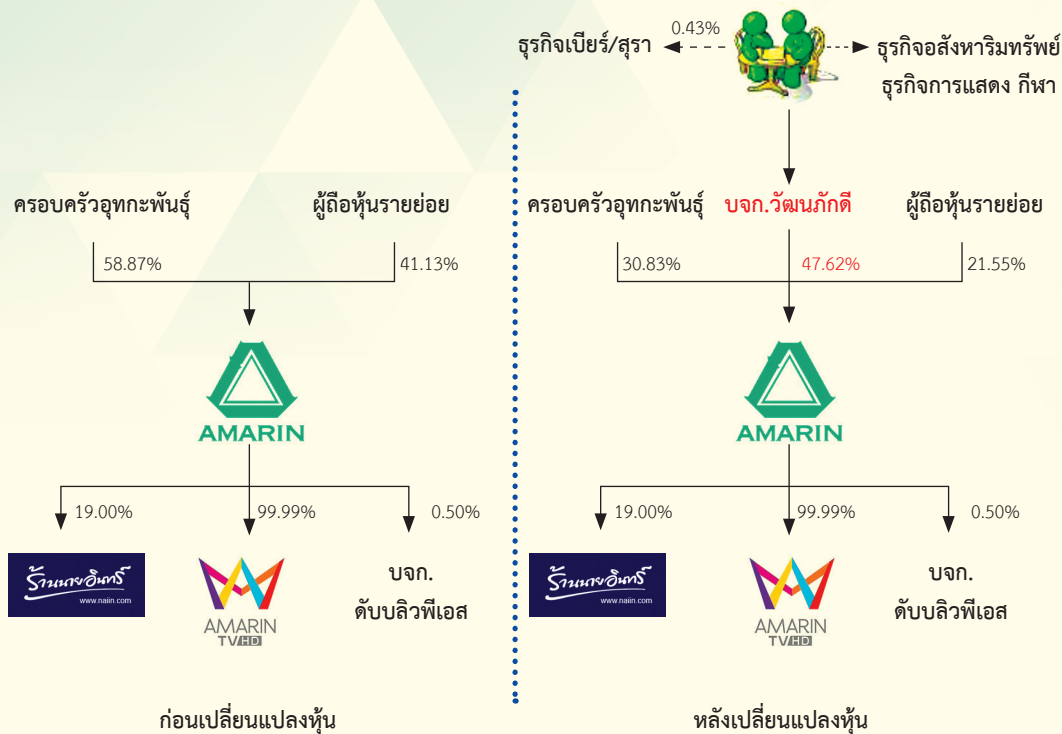 0.43%
ธุรกิจเบียร์/สุรา
ธุรกิจอสังหาริมทรัพย์
ธุรกิจการแสดง กีฬา
ครอบครัวอุทกะพันธุ์
ผู้ถือหุ้นรายย่อย
58.87%
41.13%
AMARIN
19.00%
99.99%
0.50%
ร้านนายอินทร์
www.naiin.com
AMARIN
TVHD
บจก.
ดับบลิวพีเอส
ก่อนเปลี่ยนแปลงหุ้น
ครอบครัวอุทกะพันธุ์
บจก.วัฒนภักดี
ผู้ถือหุ้นรายย่อย
30.83%
47.62%
21.55%
AMARIN
19.00%
99.99%
0.50%
ร้านนายอินทร์
www.naiin.com
AMARIN
TVHD
บจก.
ดับบลิวพีเอส
หลังเปลี่ยนแปลงหุ้น